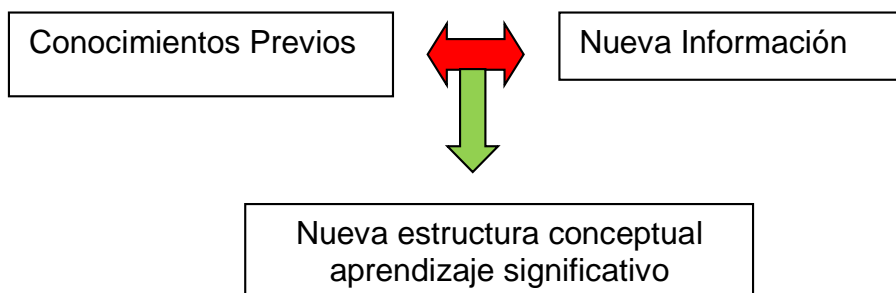 Conocimientos Previos
Nueva Información
Nueva estructura conceptual
aprendizaje significativo